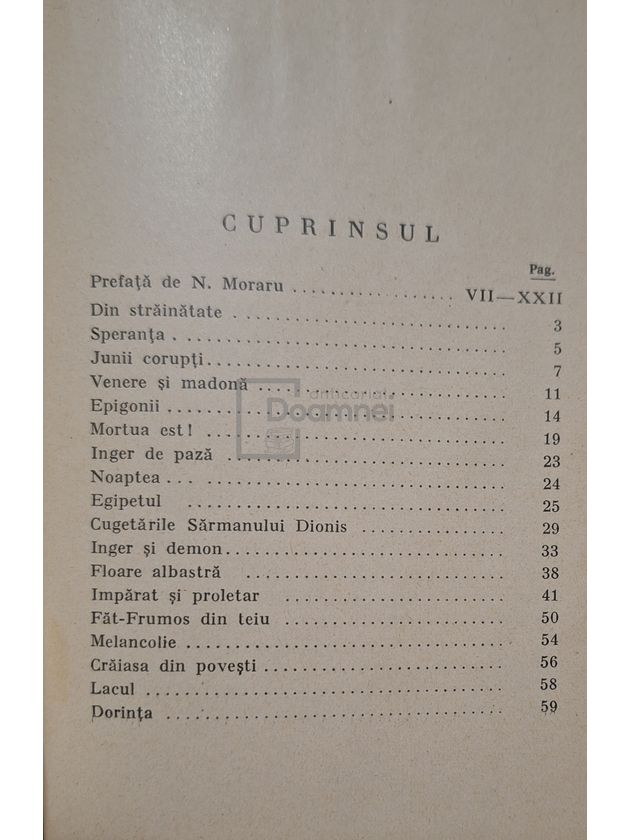 CUPRINSUL
Pag.
Prefață de N. Moraru .................. VII—XXII
Din străinătate ........................ 3
Speranța ........................ 5
Junii corupți ........................ 7
Venere și madonă ........................ 11
Epigonii ........................ 14
Mortua est! ........................ 19
Inger de pază ........................ 23
Noaptea... ........................ 24
Egipetul ........................ 25
Cugetările Sărmanului Dionis ............ 29
Inger și demon ........................ 33
Floare albastră ........................ 38
Impărat și proletar ........................ 41
Făt-Frumos din teiu ........................ 50
Melancolie ........................ 54
Crăiasa din povești ........................ 56
Lacul ........................ 58
Dorința ........................ 59
anticariat
Doamnei